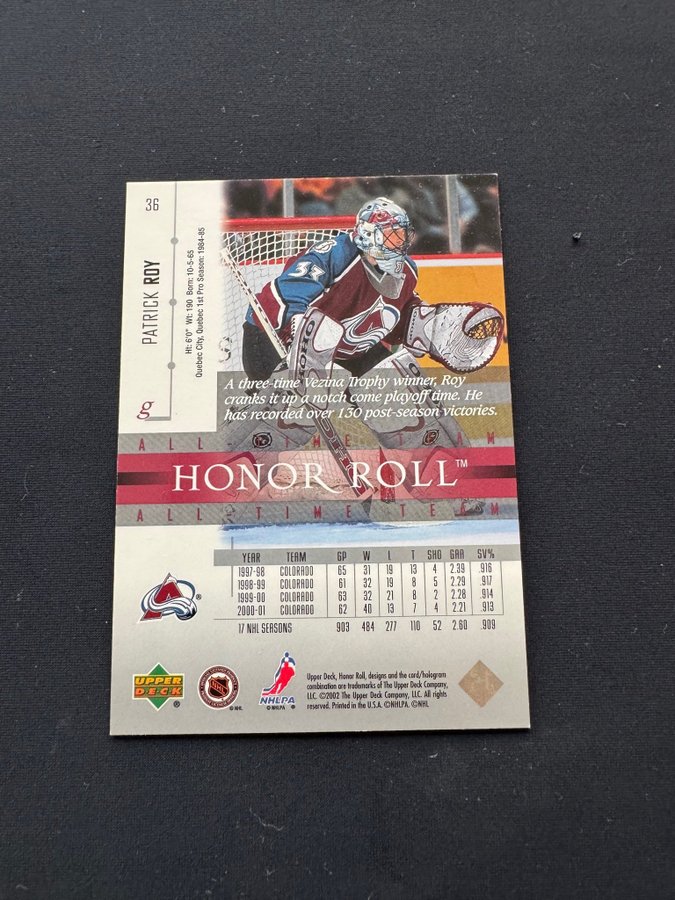 36
PATRICK ROY
Ht: 6'0" Wt: 190 Born: 10-5-65
Quebec City, Quebec 1st Pro Season: 1984-85
g
33
A three-time Vezina Trophy winner, Roy
cranks it up a notch come playoff time. He
has recorded over 130 post-season victories.
ALL-TIME TEAM
HONOR ROLL™
ALL-TIME TEAM
YEAR TEAM GP W L T SHO GAA SV%
1997-98 COLORADO 65 31 19 13 4 2.39 .916
1998-99 COLORADO 61 32 19 8 5 2.29 .917
1999-00 COLORADO 63 32 21 8 2 2.28 .914
2000-01 COLORADO 62 40 13 7 4 2.21 .913
17 NHL SEASONS 903 484 277 110 52 2.60 .909
A ®
UPPER
DECK ®
NHL
© NHL
NHLPA
©NHLPA
Upper Deck, Honor Roll, designs and the card/hologram
combination are trademarks of The Upper Deck Company,
LLC. ©2002 The Upper Deck Company, LLC. All rights
reserved. Printed in the U.S.A. ©NHLPA. ©NHL